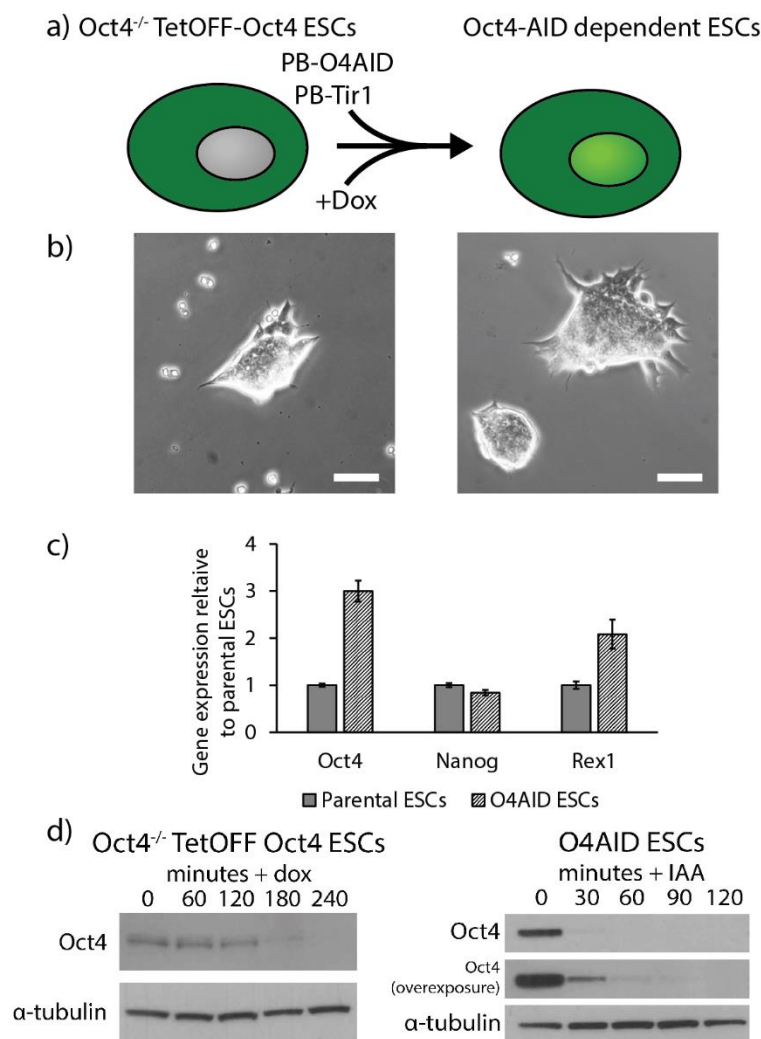 a) Oct4-/- TetOFF-Oct4 ESCs
Oct4-AID dependent ESCs
PB-O4AID
PB-Tir1
+Dox
b)
c)
Gene expression reltaive
to parental ESCs
4
3
2
1
0
Oct4 Nanog Rex1
Parental ESCs O4AID ESCs
d)
Oct4-/- TetOFF Oct4 ESCs
minutes + dox
0 60 120 180 240
Oct4
α-tubulin
O4AID ESCs
minutes + IAA
0 30 60 90 120
Oct4
Oct4
(overexposure)
α-tubulin